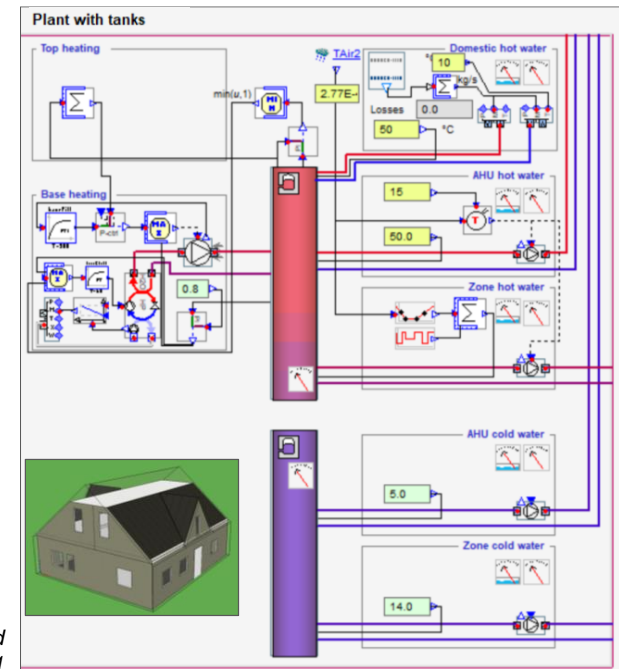 Plant with tanks
Top heating
min(u,1)
TAir2
2.77E-
Domestic hot water
10
kg/s
Losses
0.0
50
°C
Base heating
AHU hot water
15
50.0
0.8
Zone hot water
AHU cold water
5.0
Zone cold water
14.0